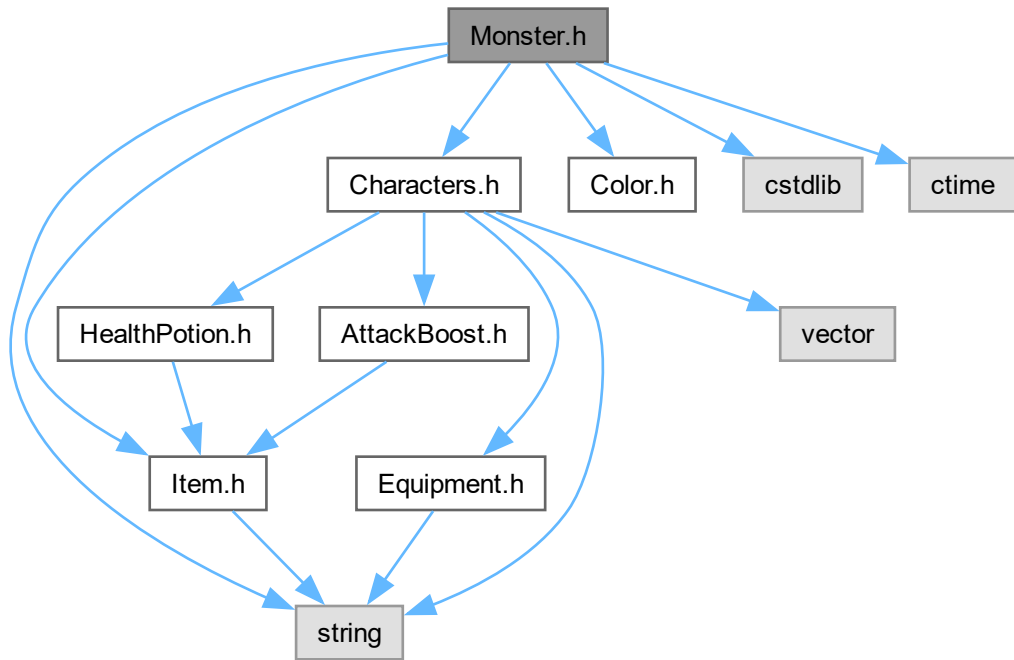 Monster.h
Characters.h
Color.h
cstdlib
ctime
HealthPotion.h
AttackBoost.h
vector
Item.h
Equipment.h
string